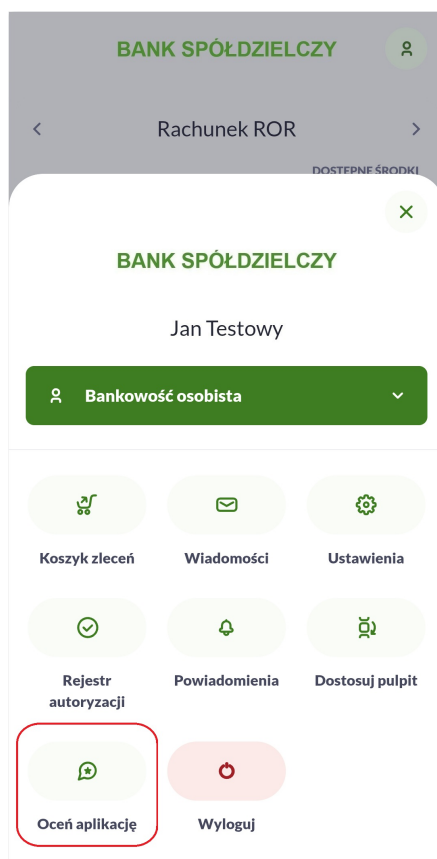 BANK SPÓŁDZIELCZY
Rachunek ROR
DOSTĘPNE ŚRODKI
BANK SPÓŁDZIELCZY
Jan Testowy
Bankowość osobista
Koszyk zleceń
Wiadomości
Ustawienia
Rejestr
autoryzacji
Powiadomienia
Dostosuj pulpit
Oceń aplikację
Wyloguj